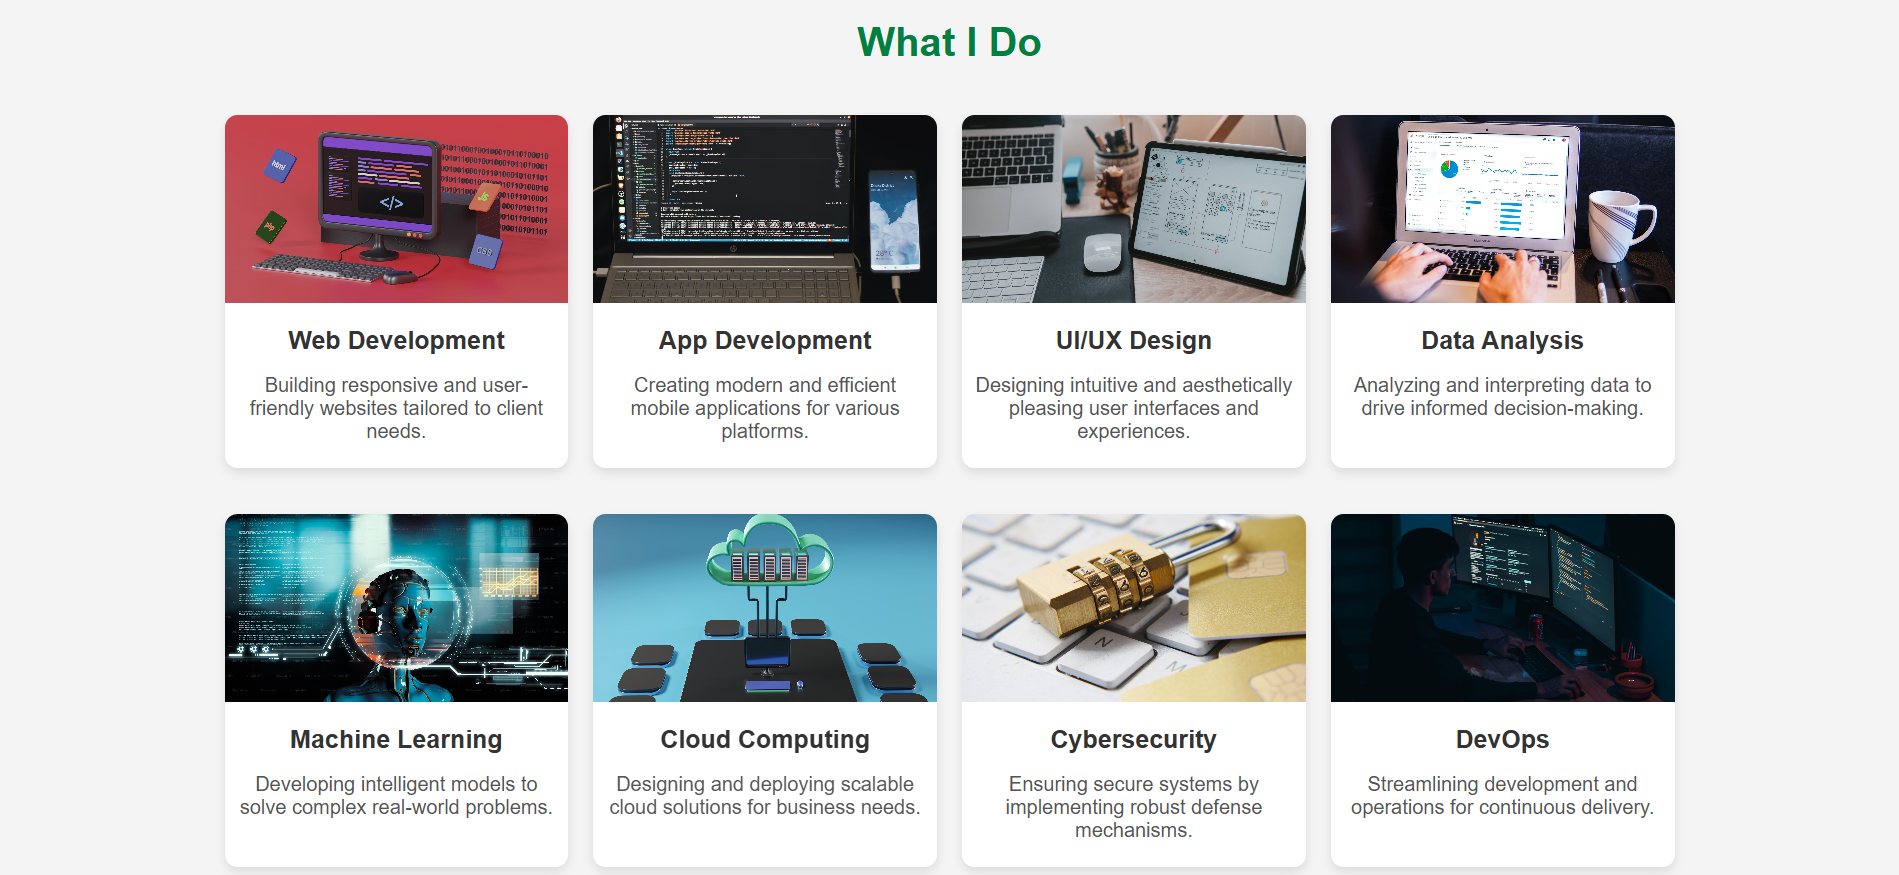 What I Do
html
php
</>
JS
CSS
Web Development
Building responsive and user-
friendly websites tailored to client
needs.
App Development
Creating modern and efficient
mobile applications for various
platforms.
UI/UX Design
Designing intuitive and aesthetically
pleasing user interfaces and
experiences.
Data Analysis
Analyzing and interpreting data to
drive informed decision-making.
N
M
Machine Learning
Developing intelligent models to
solve complex real-world problems.
Cloud Computing
Designing and deploying scalable
cloud solutions for business needs.
Cybersecurity
Ensuring secure systems by
implementing robust defense
mechanisms.
DevOps
Streamlining development and
operations for continuous delivery.